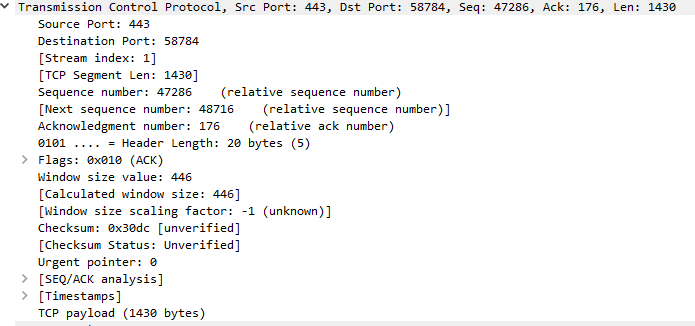 Transmission Control Protocol, Src Port: 443, Dst Port: 58784, Seq: 47286, Ack: 176, Len: 1430
Source Port: 443
Destination Port: 58784
[Stream index: 1]
[TCP Segment Len: 1430]
Sequence number: 47286    (relative sequence number)
[Next sequence number: 48716    (relative sequence number)]
Acknowledgment number: 176    (relative ack number)
0101 .... = Header Length: 20 bytes (5)
Flags: 0x010 (ACK)
Window size value: 446
[Calculated window size: 446]
[Window size scaling factor: -1 (unknown)]
Checksum: 0x30dc [unverified]
[Checksum Status: Unverified]
Urgent pointer: 0
[SEQ/ACK analysis]
[Timestamps]
TCP payload (1430 bytes)